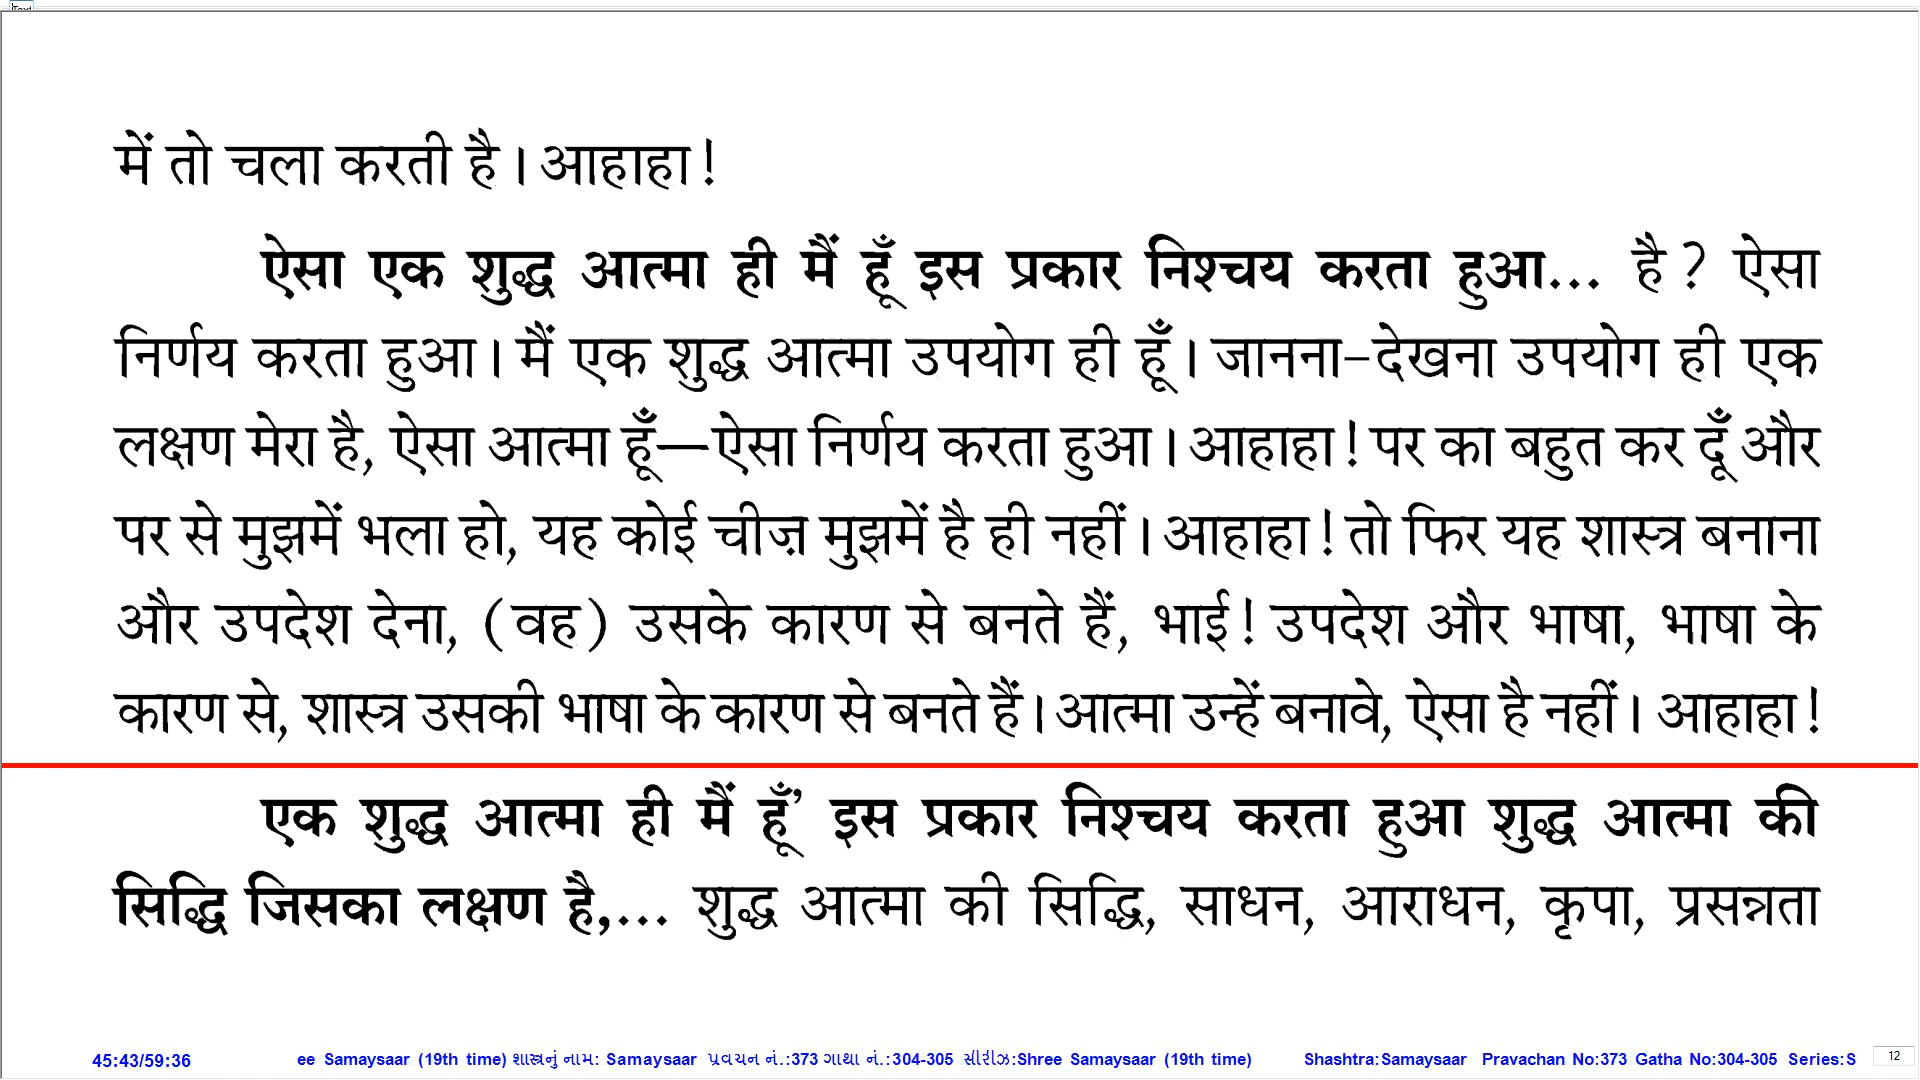 Text
में तो चला करती है। आहाहा!
ऐसा एक शुद्ध आत्मा ही मैं हूँ इस प्रकार निश्चय करता हुआ... है? ऐसा
निर्णय करता हुआ। मैं एक शुद्ध आत्मा उपयोग ही हूँ। जानना-देखना उपयोग ही एक
लक्षण मेरा है, ऐसा आत्मा हूँ—ऐसा निर्णय करता हुआ। आहाहा! पर का बहुत कर दूँ और
पर से मुझमें भला हो, यह कोई चीज़ मुझमें है ही नहीं। आहाहा! तो फिर यह शास्त्र बनाना
और उपदेश देना, (वह) उसके कारण से बनते हैं, भाई! उपदेश और भाषा, भाषा के
कारण से, शास्त्र उसकी भाषा के कारण से बनते हैं। आत्मा उन्हें बनावे, ऐसा है नहीं। आहाहा!
एक शुद्ध आत्मा ही मैं हूँ’ इस प्रकार निश्चय करता हुआ शुद्ध आत्मा की
सिद्धि जिसका लक्षण है,... शुद्ध आत्मा की सिद्धि, साधन, आराधन, कृपा, प्रसन्नता
45:43/59:36 ee Samaysaar (19th time) શાસ્ત્રનું નામ: Samaysaar પ્રવચન નં.:373 ગાથા નં.:304-305 સીરીઝ:Shree Samaysaar (19th time) Shashtra:Samaysaar Pravachan No:373 Gatha No:304-305 Series:S 12